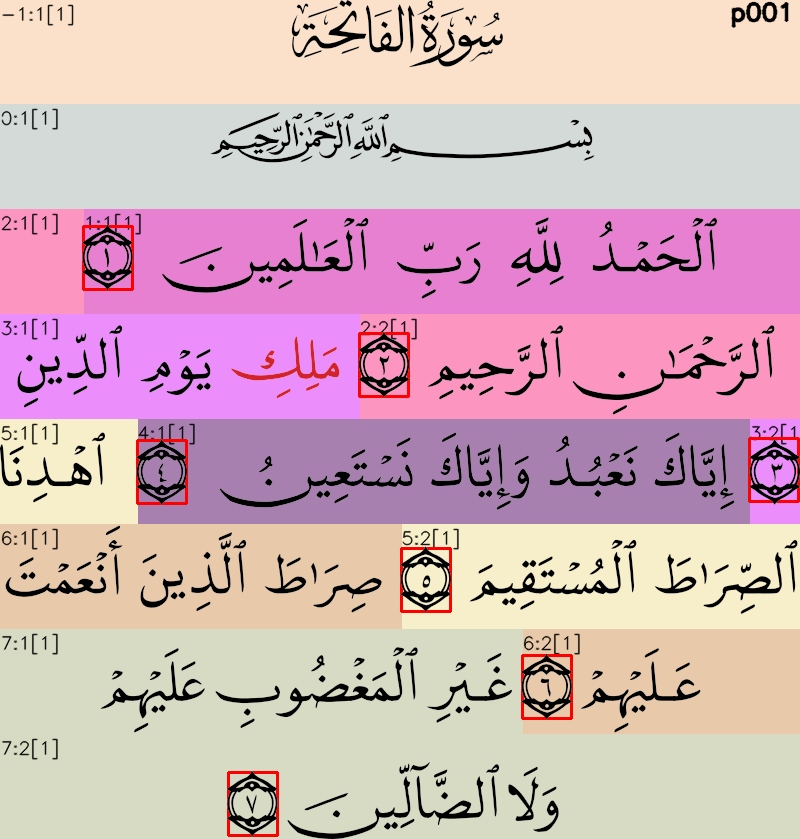 −1:1[1] سُورَةُ الفَاتِحَةِ p001
0:1[1] بِسْمِ ٱللَّهِ ٱلرَّحْمَٰنِ ٱلرَّحِيمِ
2:1[1] 1:1[1] ٱلْحَمْدُ لِلَّهِ رَبِّ ٱلْعَٰلَمِينَ ١
3:1[1] 2:2[1] ٱلرَّحْمَٰنِ ٱلرَّحِيمِ ٢ مَلِكِ يَوْمِ ٱلدِّينِ
5:1[1] 4:1[1] 3:2[1 ٣ إِيَّاكَ نَعْبُدُ وَإِيَّاكَ نَسْتَعِينُ ٤ ٱهْدِنَا
6:1[1] 5:2[1] ٱلصِّرَٰطَ ٱلْمُسْتَقِيمَ ٥ صِرَٰطَ ٱلَّذِينَ أَنْعَمْتَ
7:1[1] 6:2[1] عَلَيْهِمْ ٦ غَيْرِ ٱلْمَغْضُوبِ عَلَيْهِمْ
7:2[1] وَلَا ٱلضَّآلِّينَ ٧